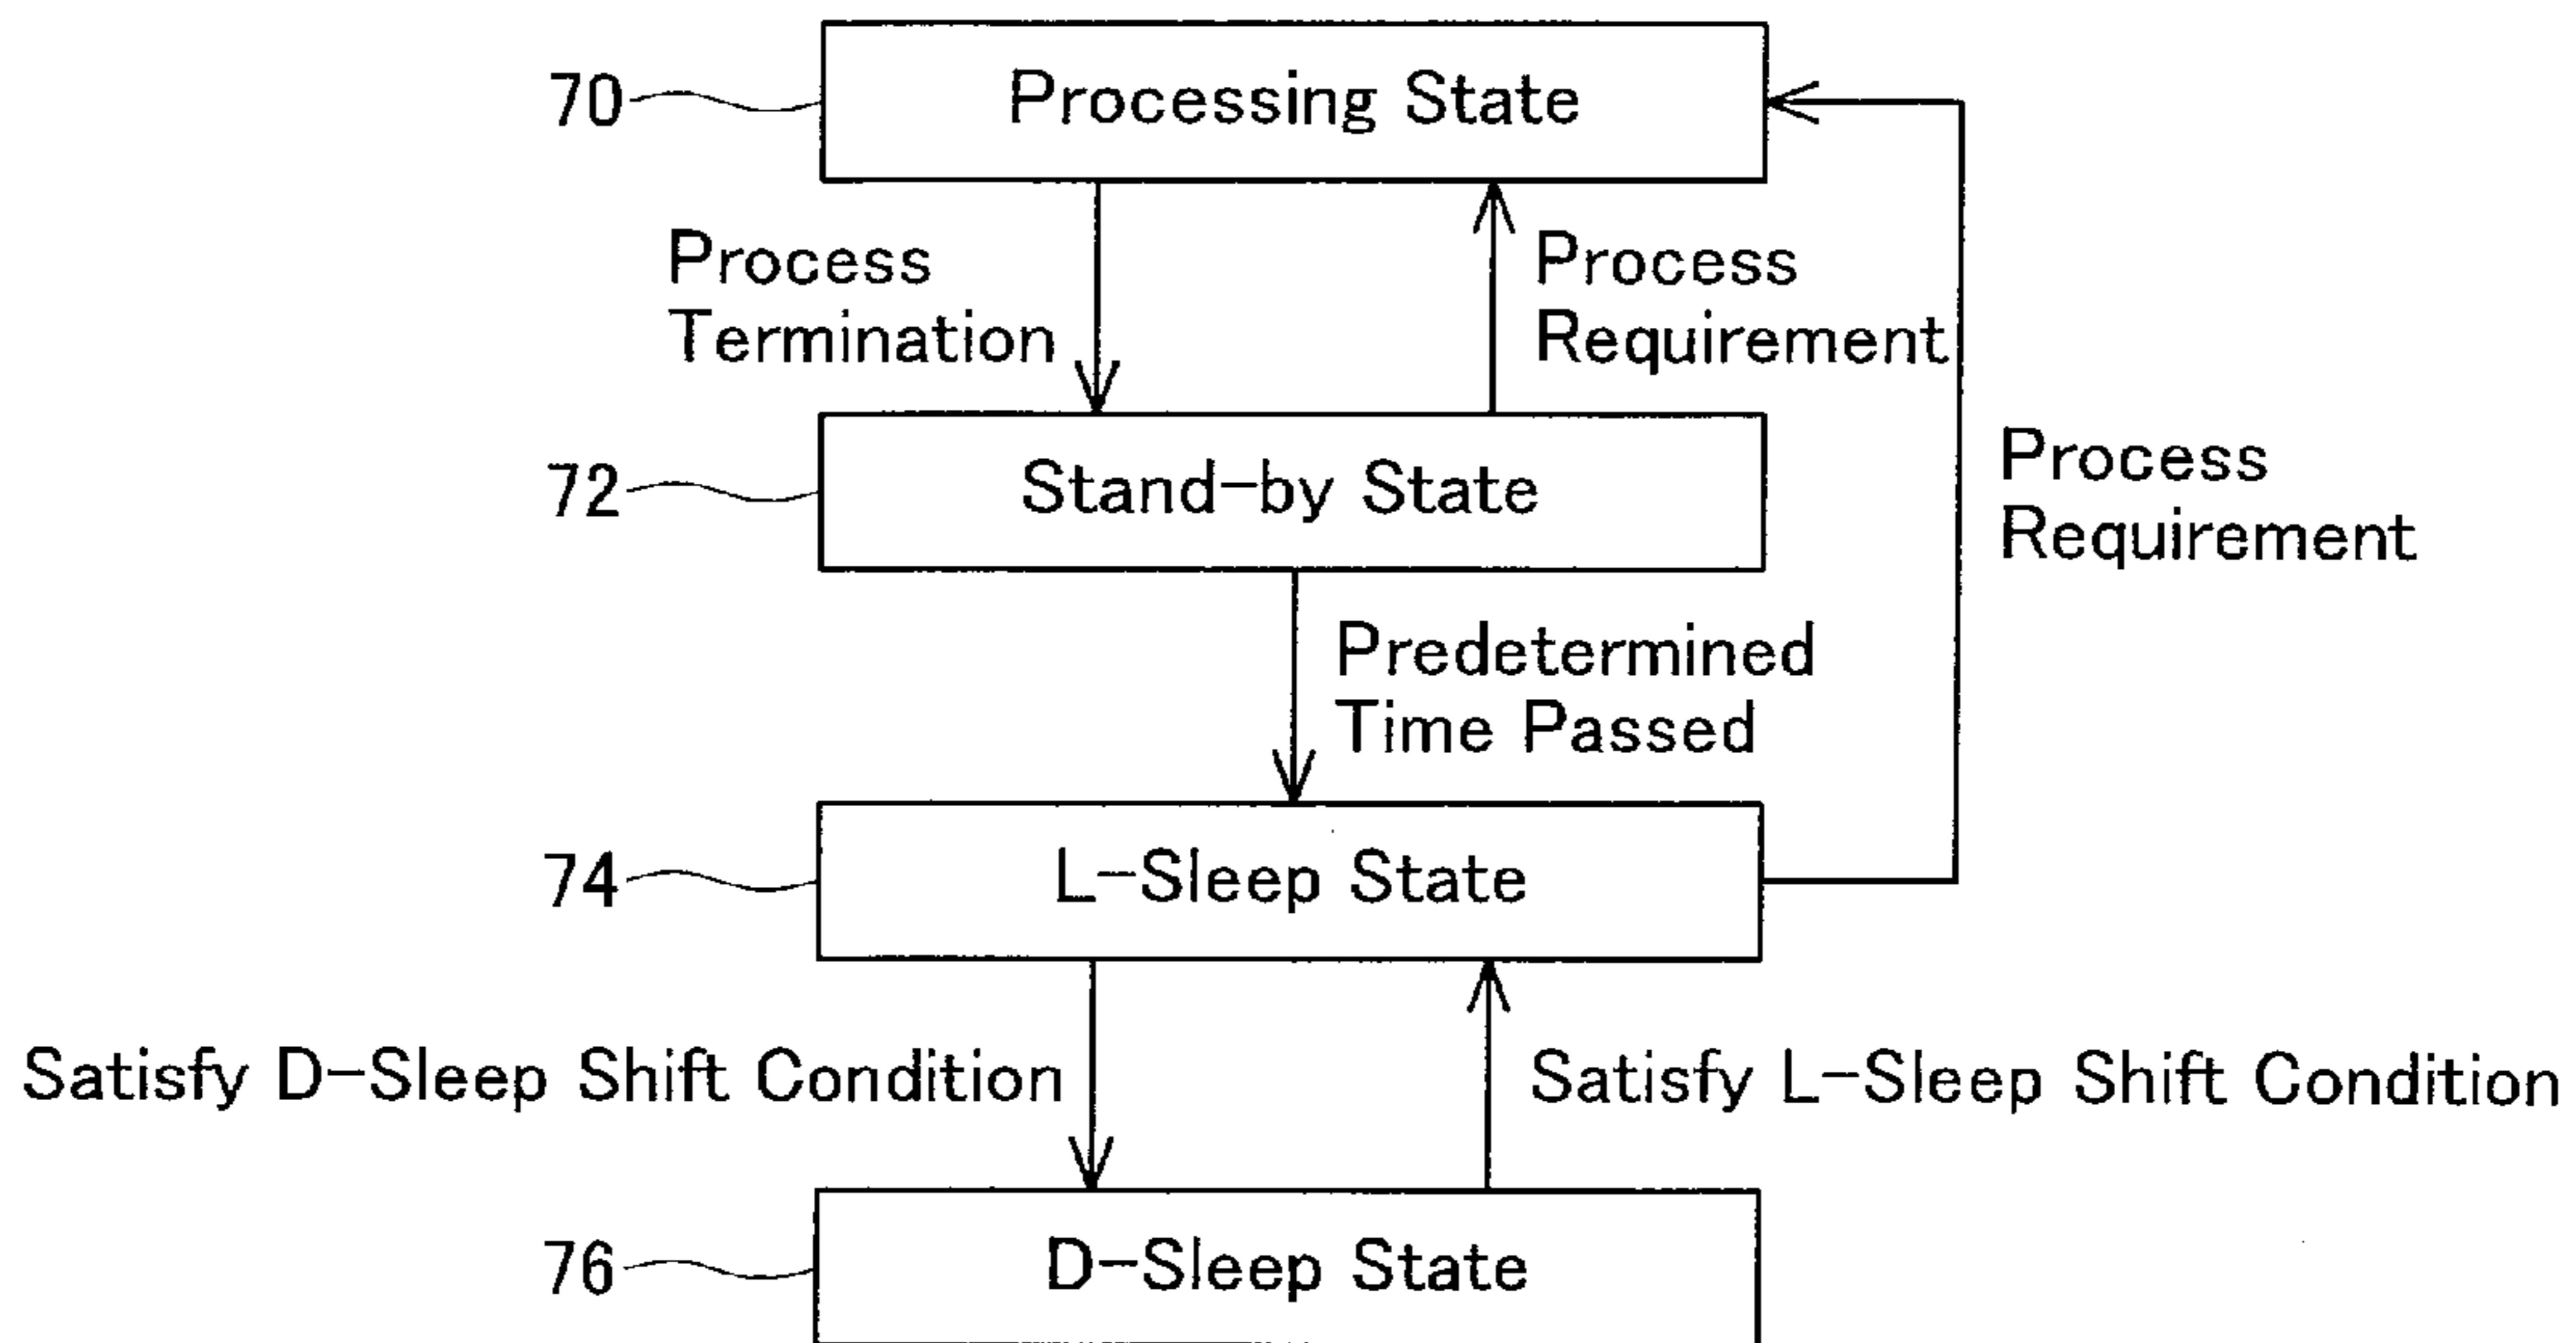 70
Processing State
Process
Termination
Process
Requirement
72
Stand-by State
Process
Requirement
Predetermined
Time Passed
74
L-Sleep State
Satisfy D-Sleep Shift Condition
Satisfy L-Sleep Shift Condition
76
D-Sleep State